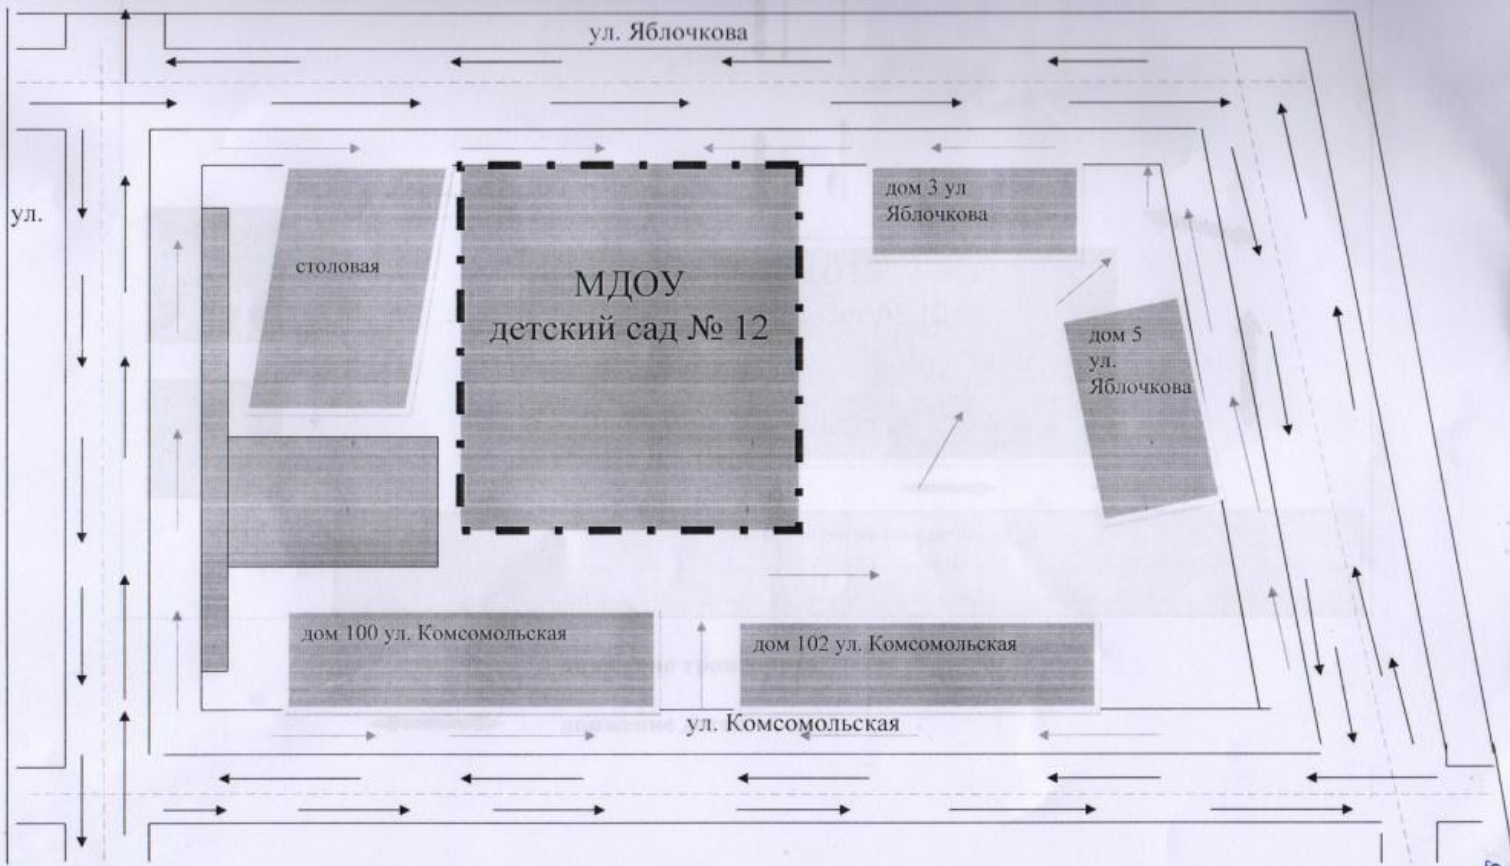 ул. Яблочкова
дом 3 ул
Яблочкова
ул.
столовая
МДОУ
детский сад № 12
дом 5
ул.
Яблочкова
дом 100 ул. Комсомольская
дом 102 ул. Комсомольская
ул. Комсомольская